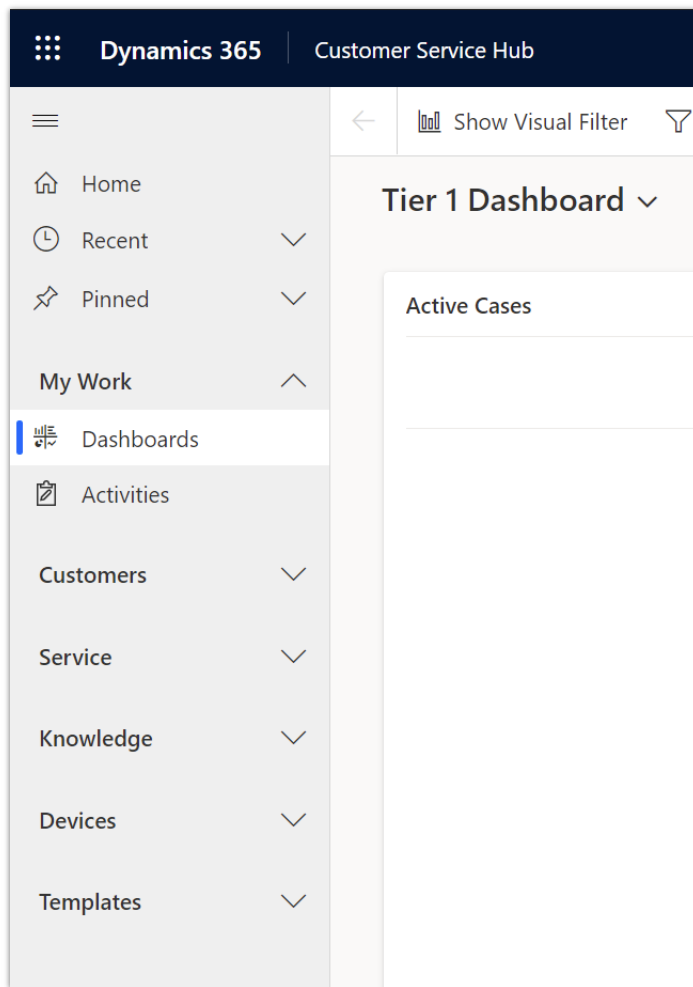 Dynamics 365 Customer Service Hub
Show Visual Filter
Home
Recent
Pinned
My Work
Dashboards
Activities
Customers
Service
Knowledge
Devices
Templates
Tier 1 Dashboard
Active Cases